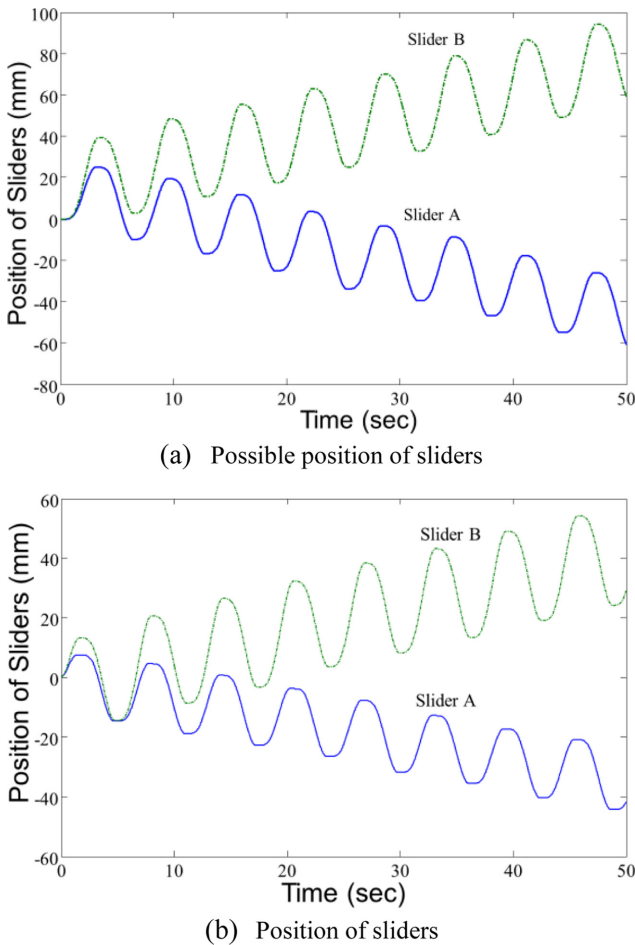 100
80
60
40
20
0
-20
-40
-60
-80
Position of Sliders (mm)
Slider B
Slider A
0 10 20 30 40 50
Time (sec)
(a) Possible position of sliders
60
40
20
0
-20
-40
-60
Position of Sliders (mm)
Slider B
Slider A
0 10 20 30 40 50
Time (sec)
(b) Position of sliders